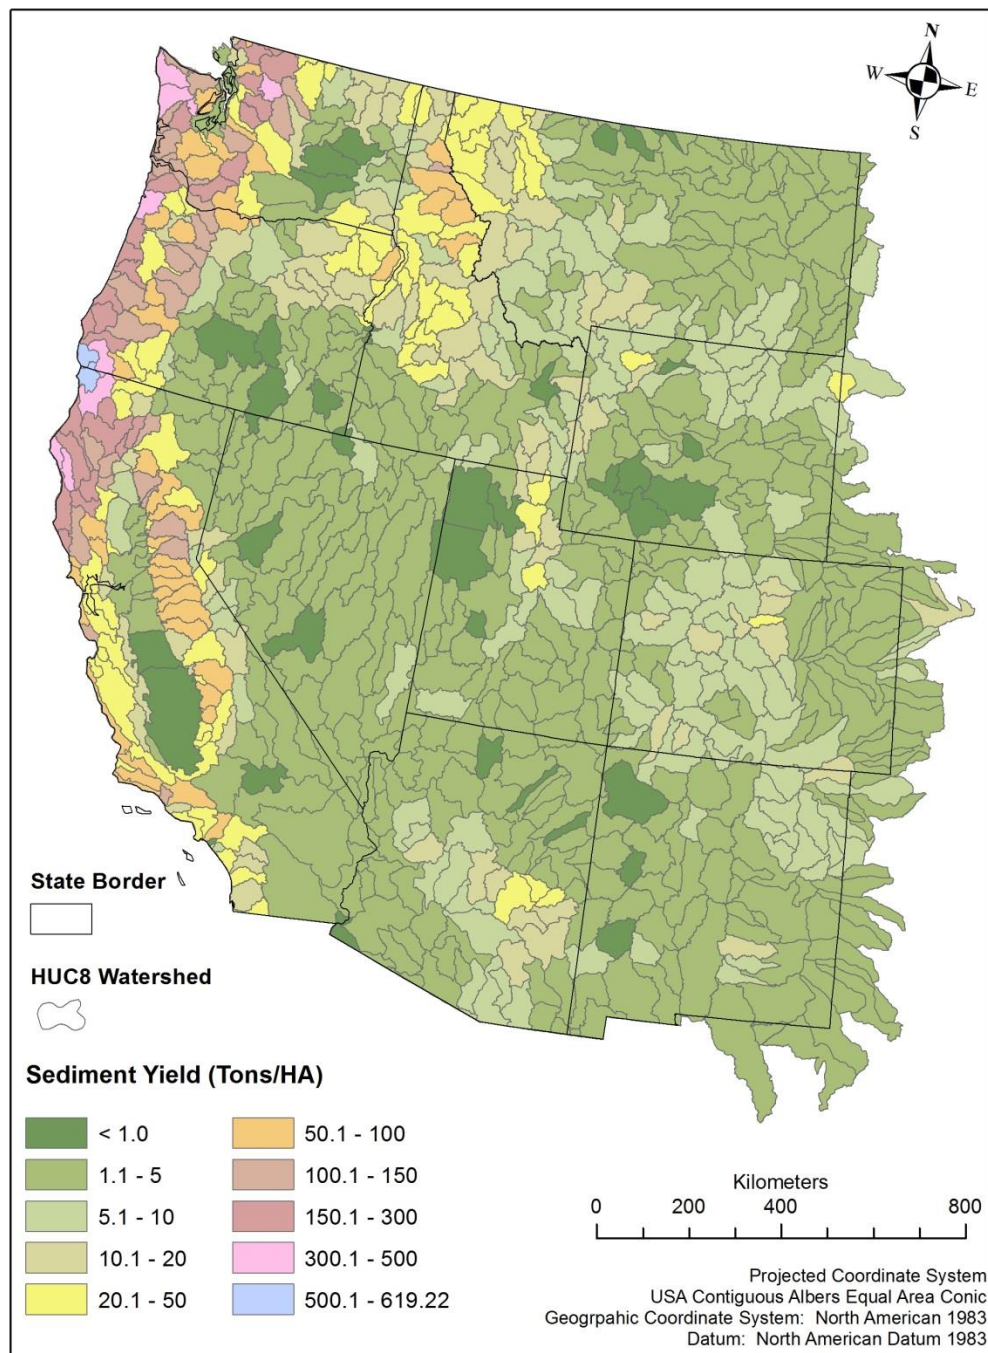 N
W
E
S
State Border
HUC8 Watershed
Sediment Yield (Tons/HA)
< 1.0
1.1 - 5
5.1 - 10
10.1 - 20
20.1 - 50
50.1 - 100
100.1 - 150
150.1 - 300
300.1 - 500
500.1 - 619.22
Kilometers
0 200 400 800
Projected Coordinate System
USA Contiguous Albers Equal Area Conic
Geogrpahic Coordinate System: North American 1983
Datum: North American Datum 1983